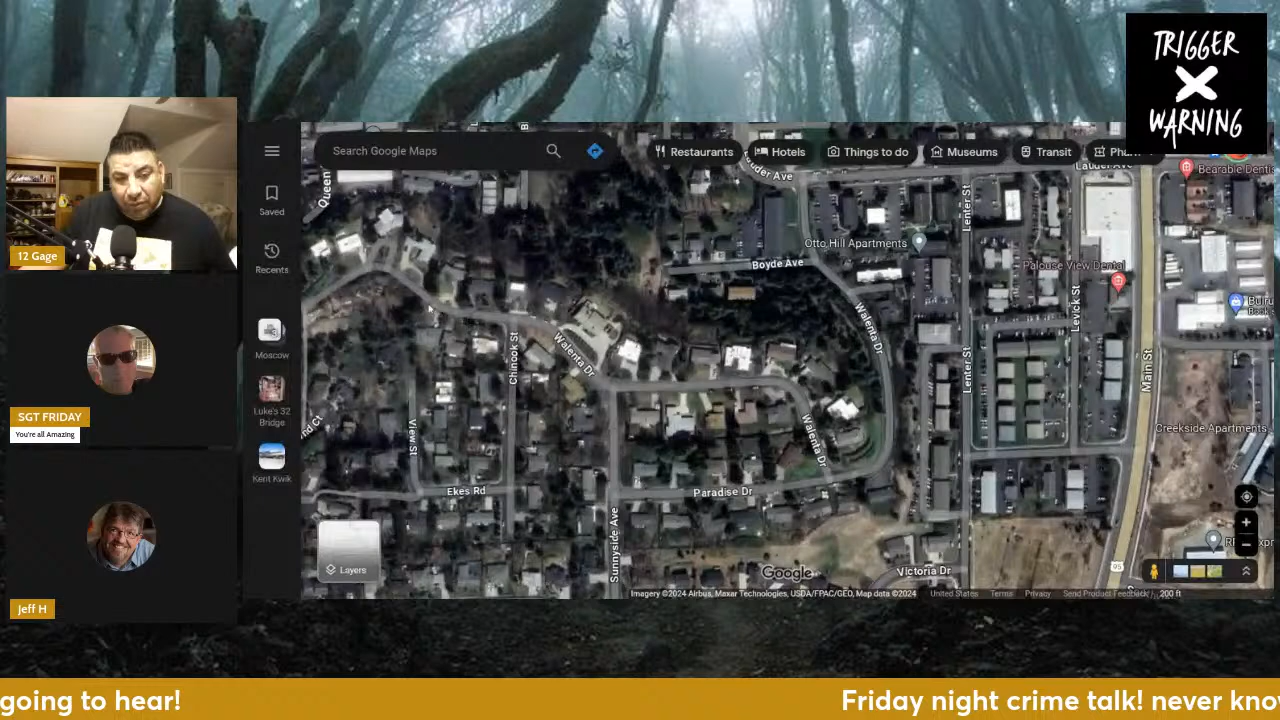 TRIGGER
X
WARNING
Search Google Maps
Restaurants
Hotels
Things to do
Museums
Transit
Saved
Recents
Moscow
Luke's 32
Bridge
Kent Kwik
12 Gage
SGT FRIDAY
You're all Amazing
Jeff H
Queen
Lauder Ave
Lenter St
Otto Hill Apartments
Boyde Ave
Palouse View Dental
Levick St
Walenta Dr
Walenta Dr
Chinook St
Lenter St
Main St
View St
Walenta Dr
Creekside Apartments
Ekes Rd
Paradise Dr
Sunnyside Ave
Victoria Dr
95
Layers
Google
Imagery ©2024 Airbus, Maxar Technologies, USDA/FPAC/GEO, Map data ©2024
United States
Terms
Privacy
Send Product Feedback
200 ft
going to hear!
Friday night crime talk! never kno